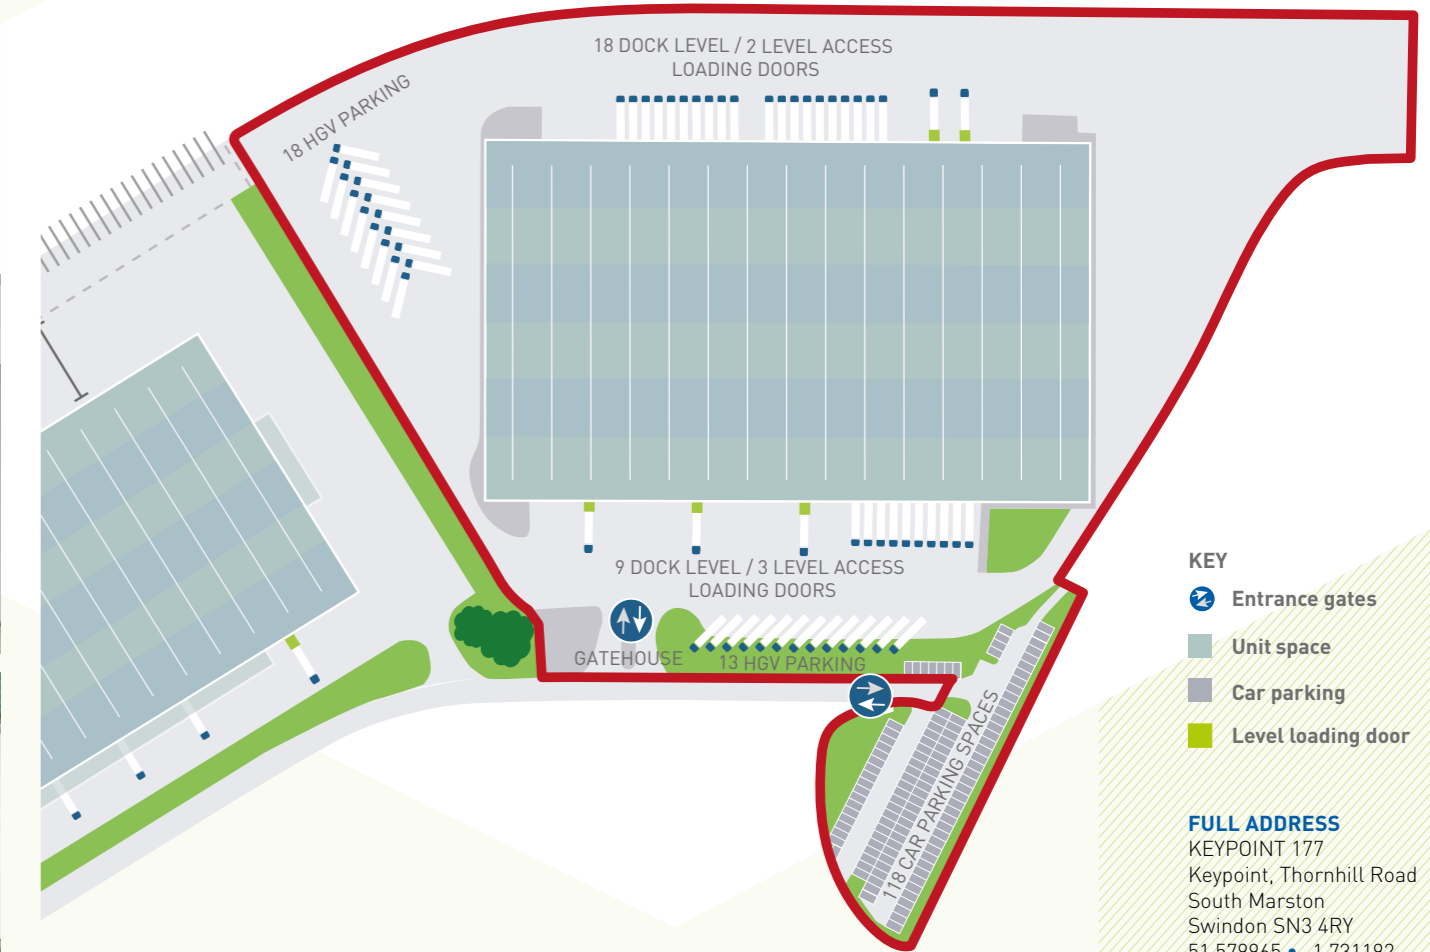 18 DOCK LEVEL / 2 LEVEL ACCESS
LOADING DOORS
18 HGV PARKING
9 DOCK LEVEL / 3 LEVEL ACCESS
LOADING DOORS
GATEHOUSE
13 HGV PARKING
118 CAR PARKING SPACES
KEY
Entrance gates
Unit space
Car parking
Level loading door
FULL ADDRESS
KEYPOINT 177
Keypoint, Thornhill Road
South Marston
Swindon SN3 4RY